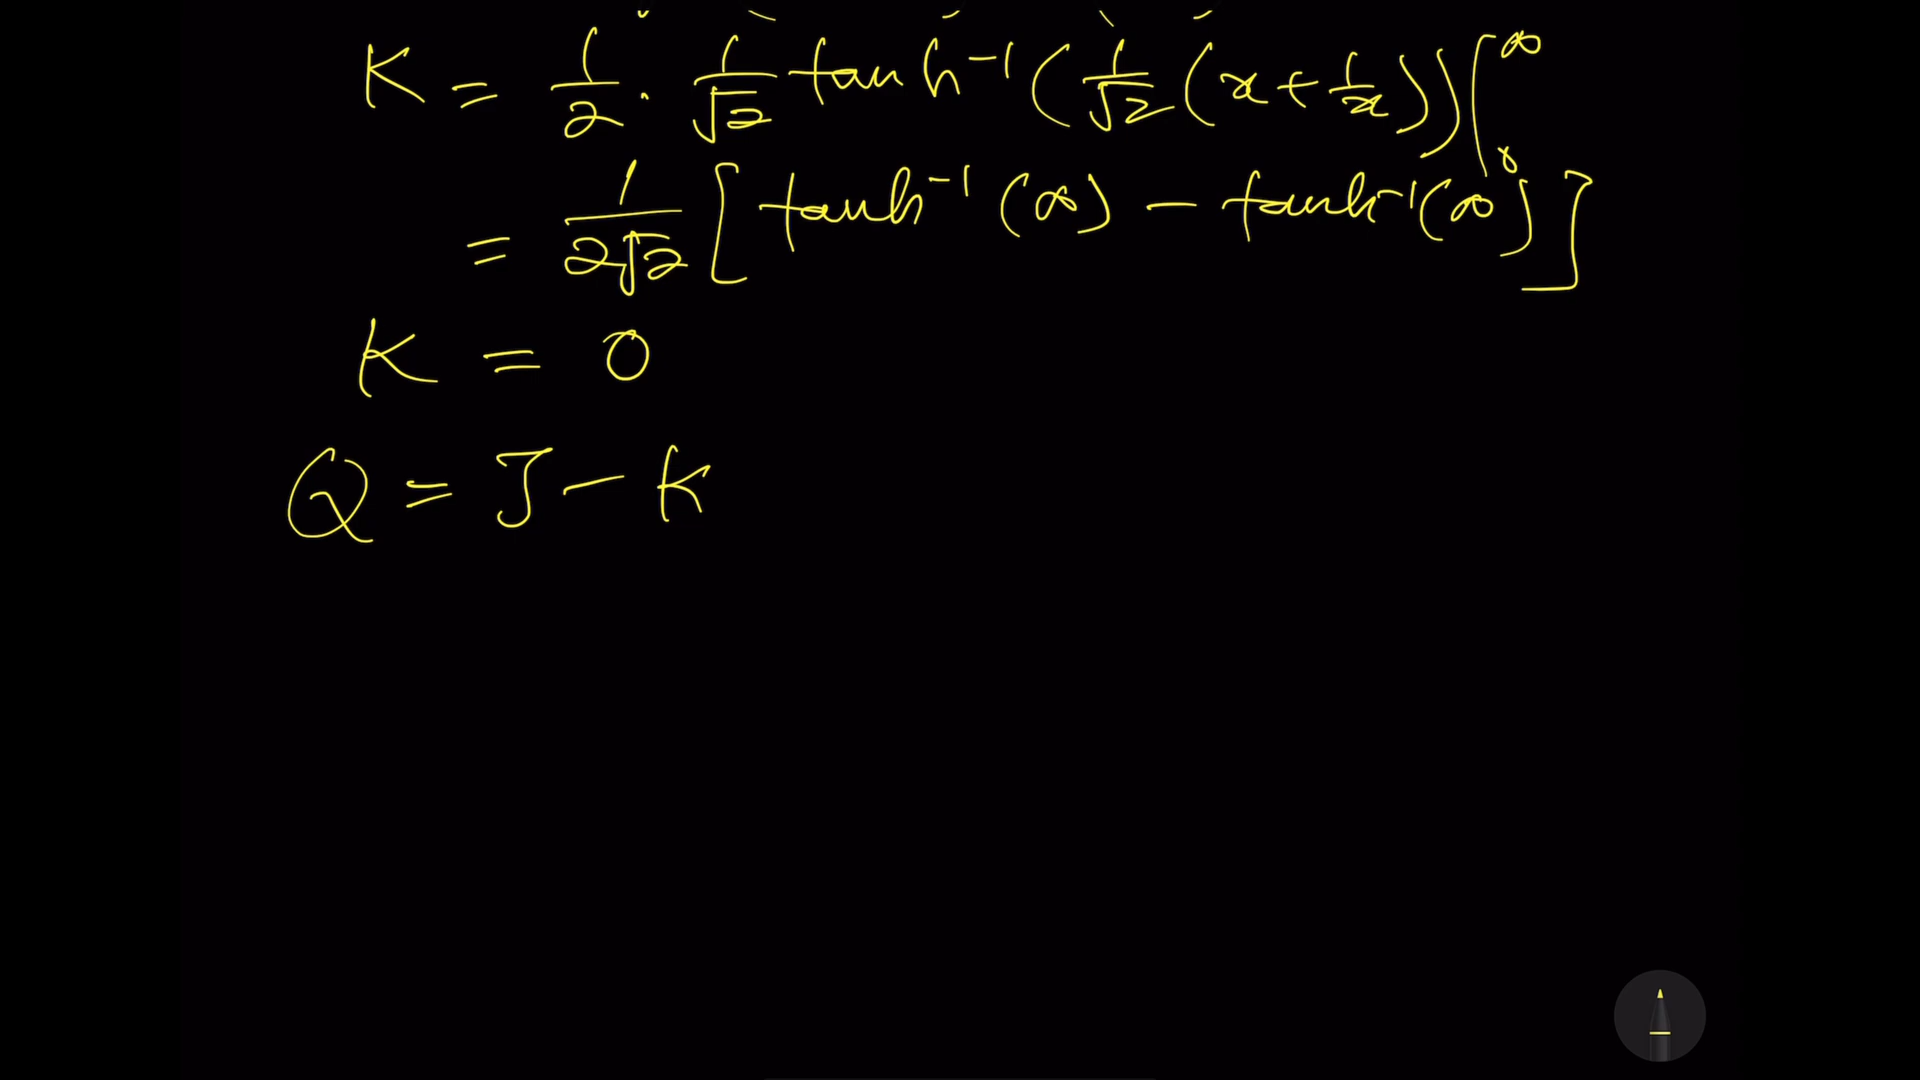 K = 1/2 · 1/√2 tanh⁻¹(1/√2(x + 1/x))]₀^∞
= 1/(2√2) [tanh⁻¹(∞) − tanh⁻¹(∞)]
K = 0
Q = J − K